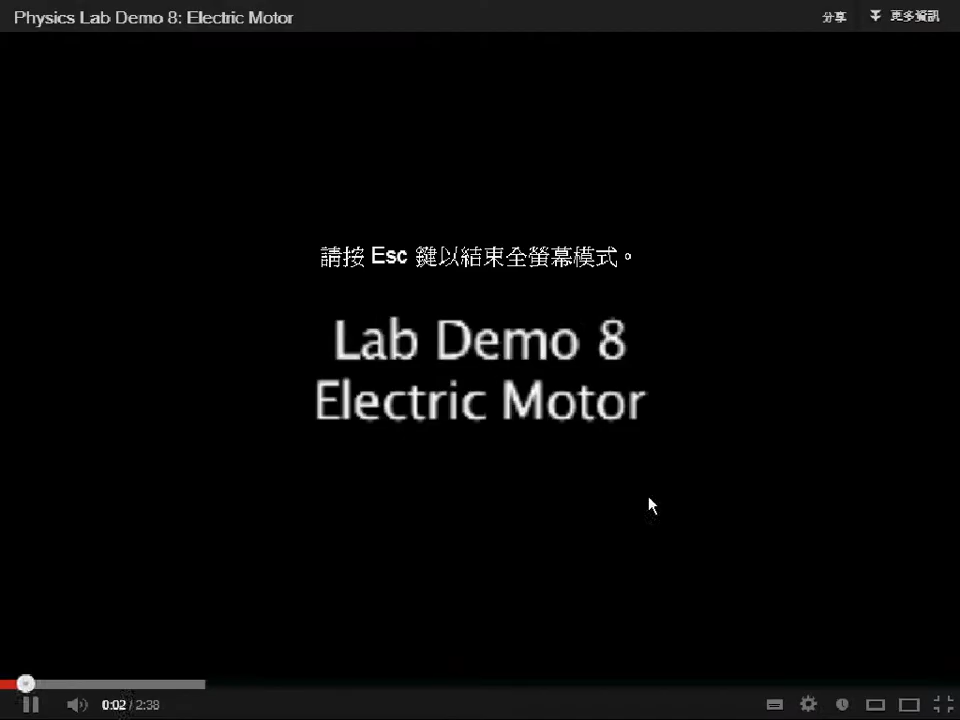 Physics Lab Demo 8: Electric Motor
分享 更多資訊
請按 Esc 鍵以結束全螢幕模式。
Lab Demo 8
Electric Motor
0:02 / 2:38